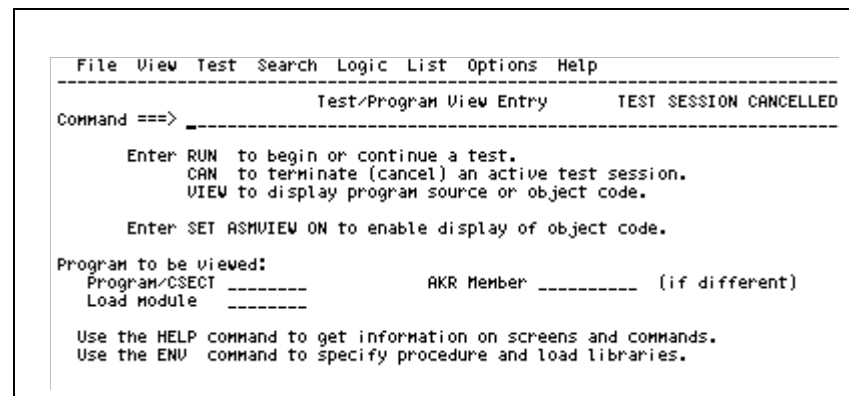 File View Test Search Logic List Options Help
--------------------------------------------------------------------------------
Test/Program View Entry TEST SESSION CANCELLED
Command ===> _________________________________________________________________
Enter RUN to begin or continue a test.
CAN to terminate (cancel) an active test session.
VIEW to display program source or object code.
Enter SET ASMVIEW ON to enable display of object code.
Program to be viewed:
Program/CSECT ________ AKR Member __________ (if different)
Load module ________
Use the HELP command to get information on screens and commands.
Use the ENV command to specify procedure and load libraries.